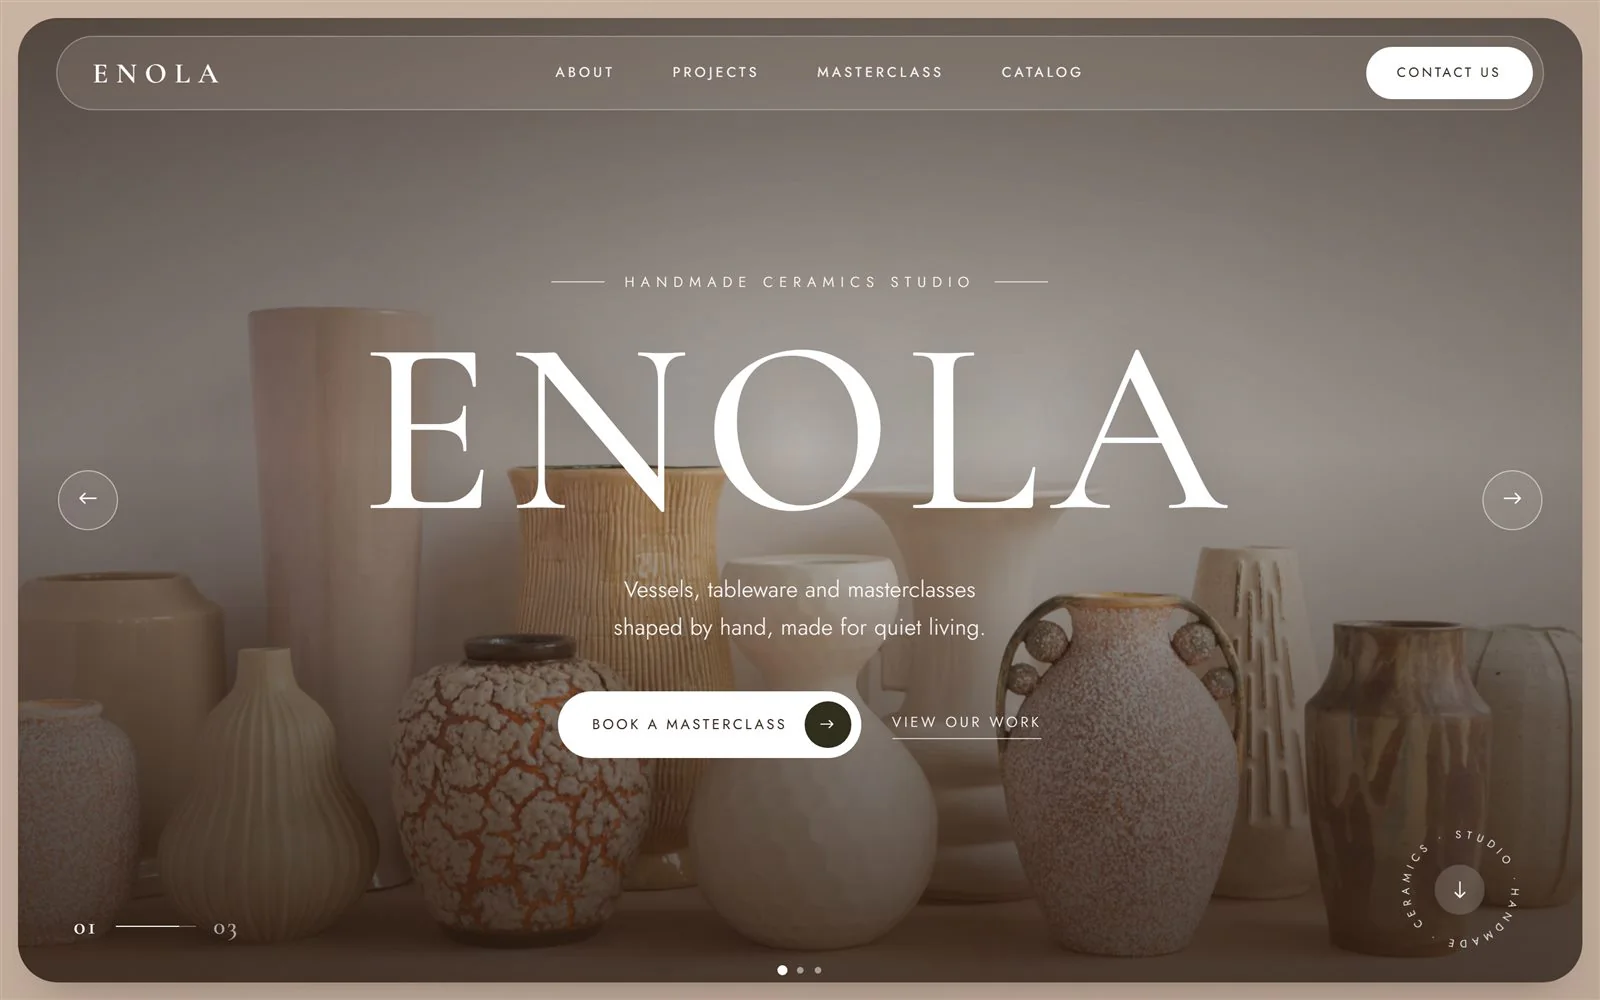 ENOLA
ABOUT
PROJECTS
MASTERCLASS
CATALOG
CONTACT US
HANDMADE CERAMICS STUDIO
ENOLA
Vessels, tableware and masterclasses
shaped by hand, made for quiet living.
BOOK A MASTERCLASS
VIEW OUR WORK
01
03
CERAMICS · STUDIO · HANDMADE ·